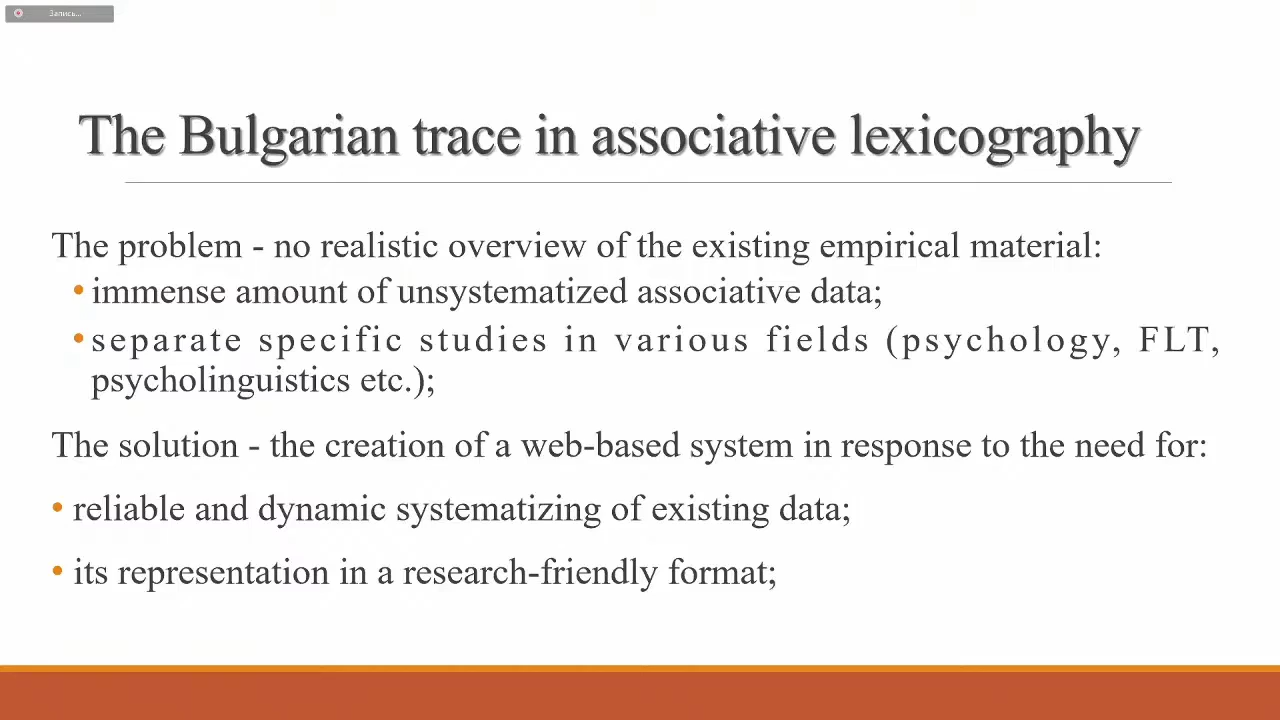 Запись...
The Bulgarian trace in associative lexicography
The problem - no realistic overview of the existing empirical material:
• immense amount of unsystematized associative data;
• separate specific studies in various fields (psychology, FLT,
psycholinguistics etc.);
The solution - the creation of a web-based system in response to the need for:
• reliable and dynamic systematizing of existing data;
• its representation in a research-friendly format;